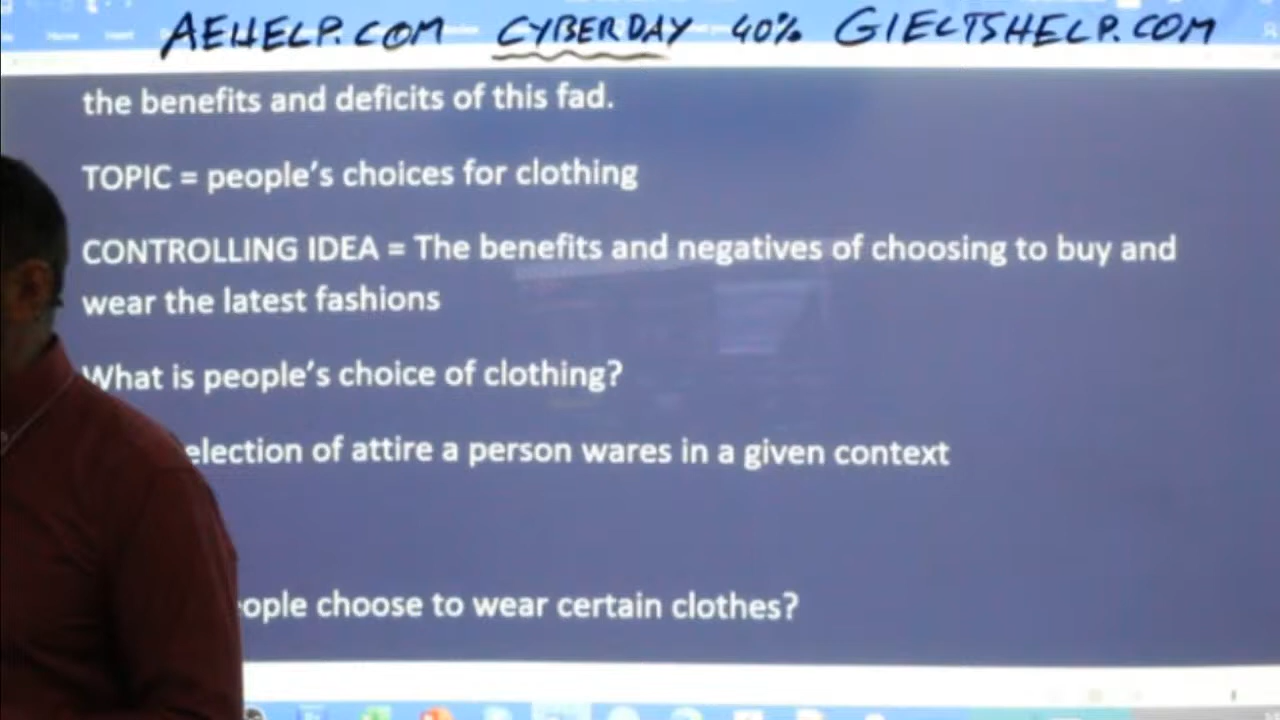 AEHELP.COM CYBERDAY 40% GIELTSHELP.COM
the benefits and deficits of this fad.
TOPIC = people's choices for clothing
CONTROLLING IDEA = The benefits and negatives of choosing to buy and
wear the latest fashions
What is people's choice of clothing?
election of attire a person wares in a given context
ople choose to wear certain clothes?